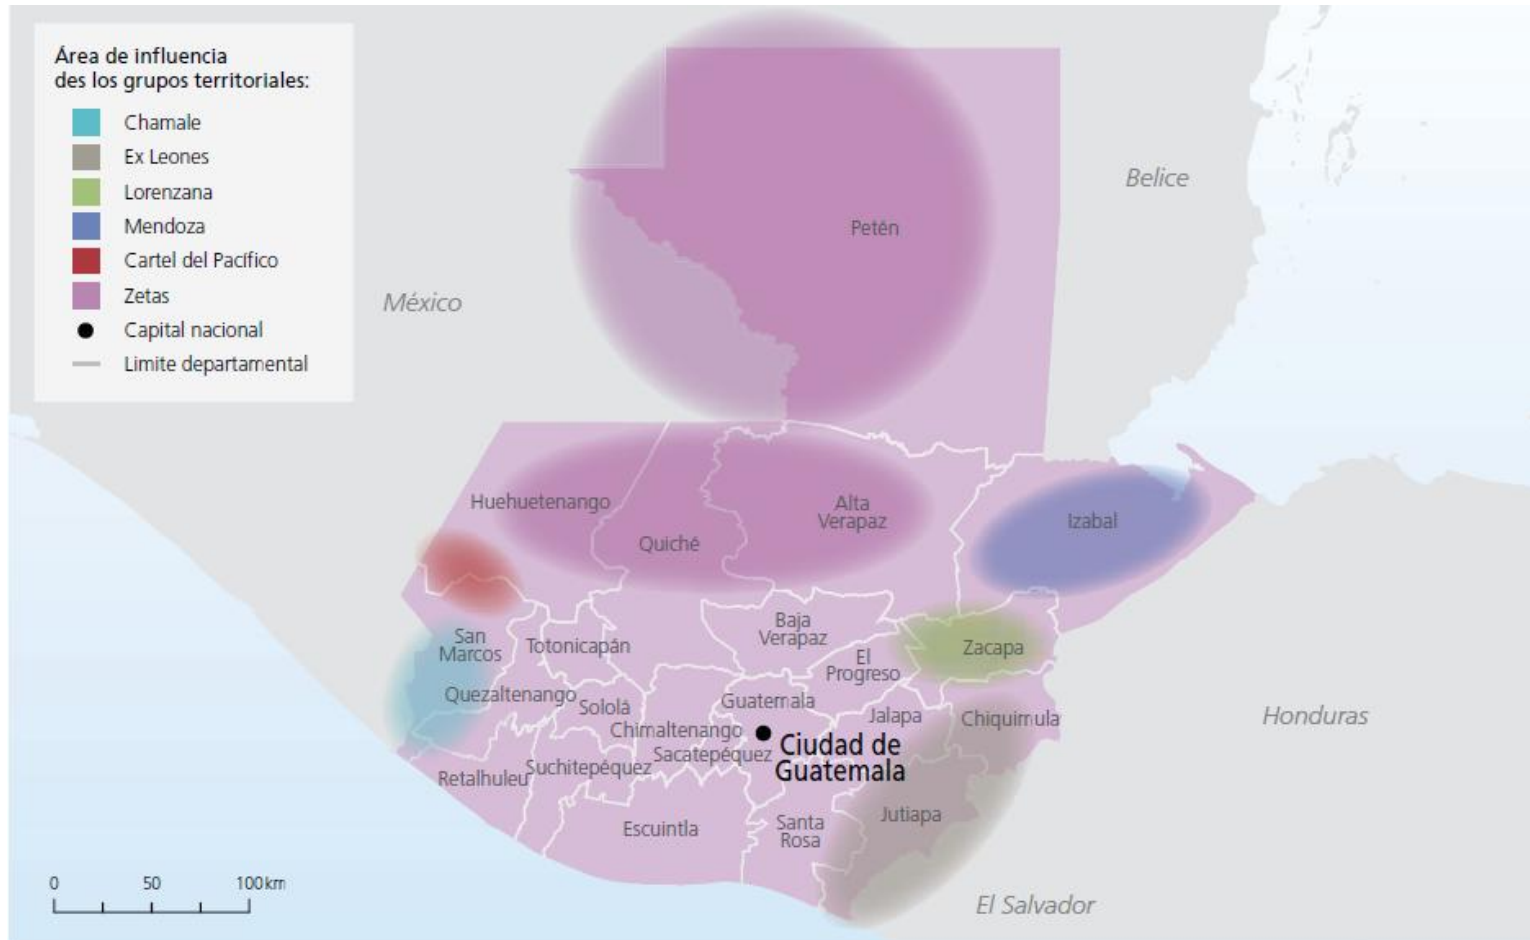 Área de influencia
des los grupos territoriales:
Chamale
Ex Leones
Lorenzana
Mendoza
Cartel del Pacífico
Zetas
Capital nacional
Limite departamental
Belice
Petén
México
Huehuetenango
Alta
Verapaz
Izabal
Quiché
Baja
Verapaz
San
Marcos
Totonicapán
Zacapa
El
Progreso
Quezaltenango
Sololá
Guatemala
Jalapa
Chiquimula
Honduras
Chimaltenango
Ciudad de
Guatemala
Sacatepéquez
Suchitepéquez
Retalhuleu
Jutiapa
Escuintla
Santa
Rosa
El Salvador
0 50 100 km